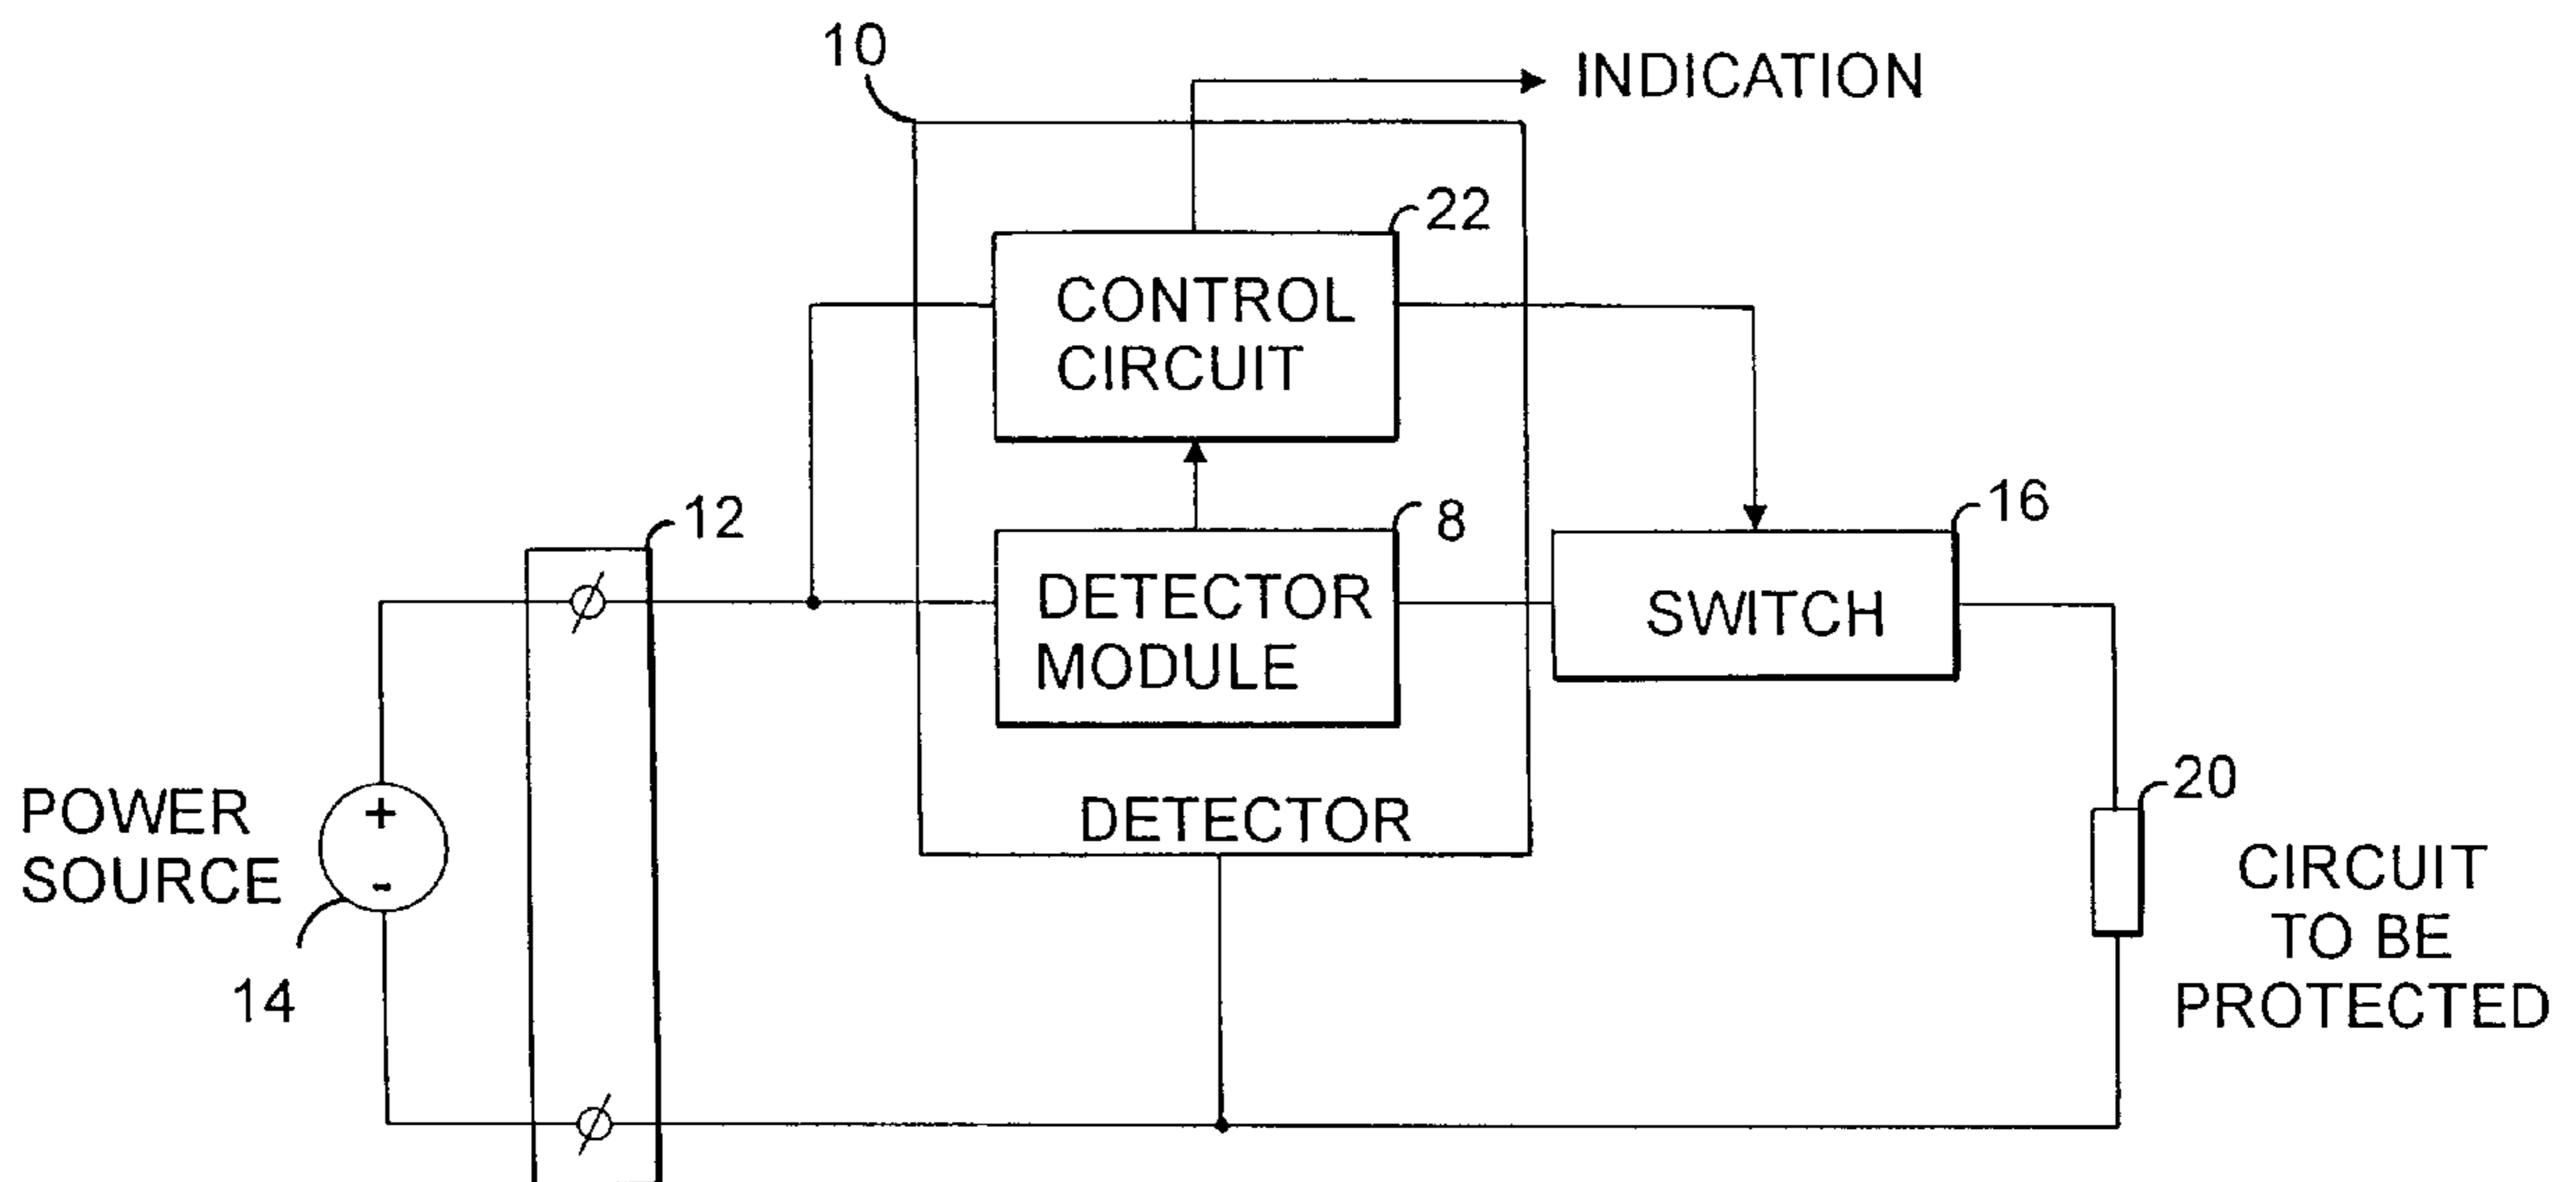 10
INDICATION
22
CONTROL
CIRCUIT
12
8
16
DETECTOR
MODULE
SWITCH
POWER
SOURCE
+
-
14
DETECTOR
20
CIRCUIT
TO BE
PROTECTED